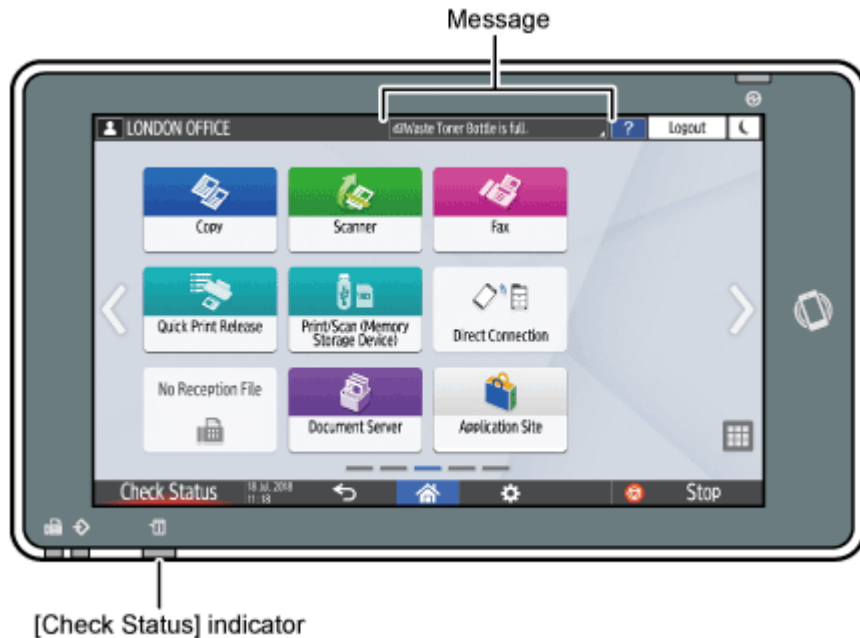 Message
LONDON OFFICE
Waste Toner Bottle is full.
?
Logout
Copy
Scanner
Fax
Quick Print Release
Print/Scan (Memory
Storage Device)
Direct Connection
No Reception File
Document Server
Application Site
Check Status
18 Jul. 2018
11:18
Stop
[Check Status] indicator